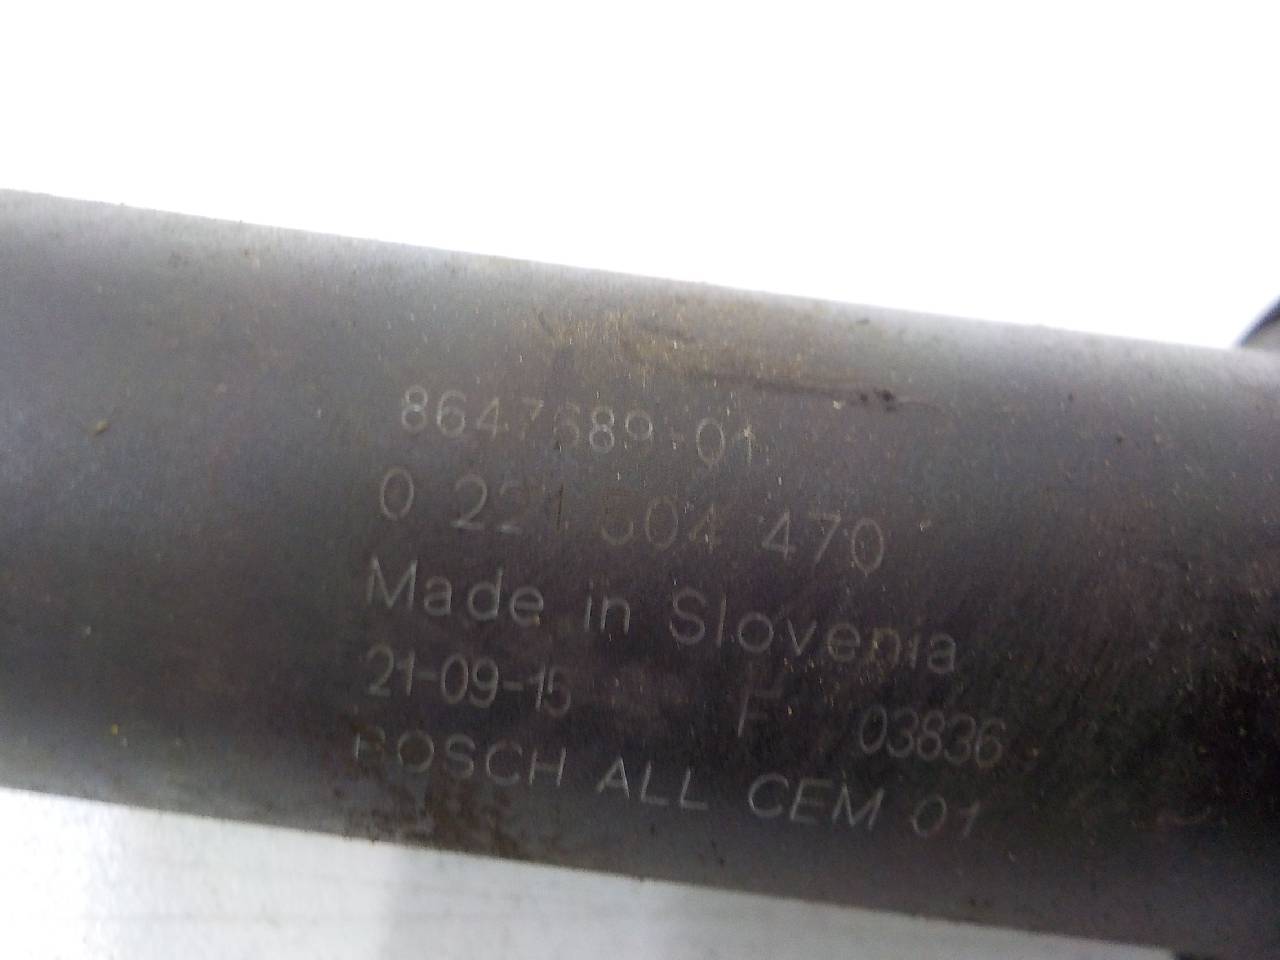 8647689-01
0 221 504 470
Made in Slovenia
21-09-15 F 03836
BOSCH ALL CEM 01